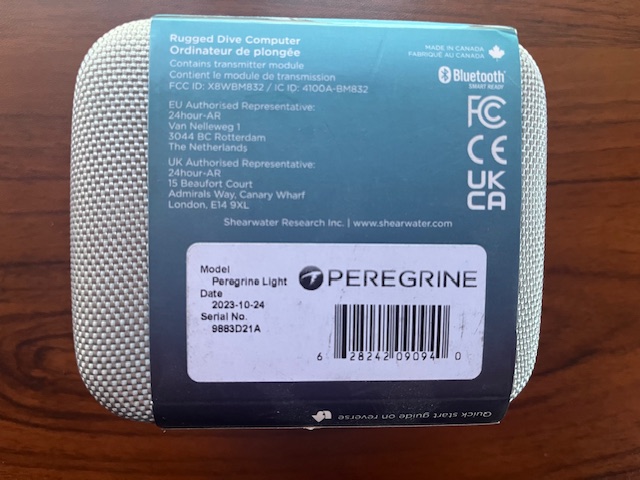 Rugged Dive Computer
Ordinateur de plongée
Contains transmitter module
Contient le module de transmission
FCC ID: X8WBM832 / IC ID: 4100A-BM832
MADE IN CANADA
FABRIQUÉ AU CANADA
Bluetooth®
SMART READY
FC
CE
UK
CA
EU Authorised Representative:
24hour-AR
Van Nelleweg 1
3044 BC Rotterdam
The Netherlands
UK Authorised Representative:
24hour-AR
15 Beaufort Court
Admirals Way, Canary Wharf
London, E14 9XL
Shearwater Research Inc. | www.shearwater.com
Model
Peregrine Light
Date
2023-10-24
Serial No.
9883D21A
PEREGRINE
6 28242 09094 0
Quick start guide on reverse